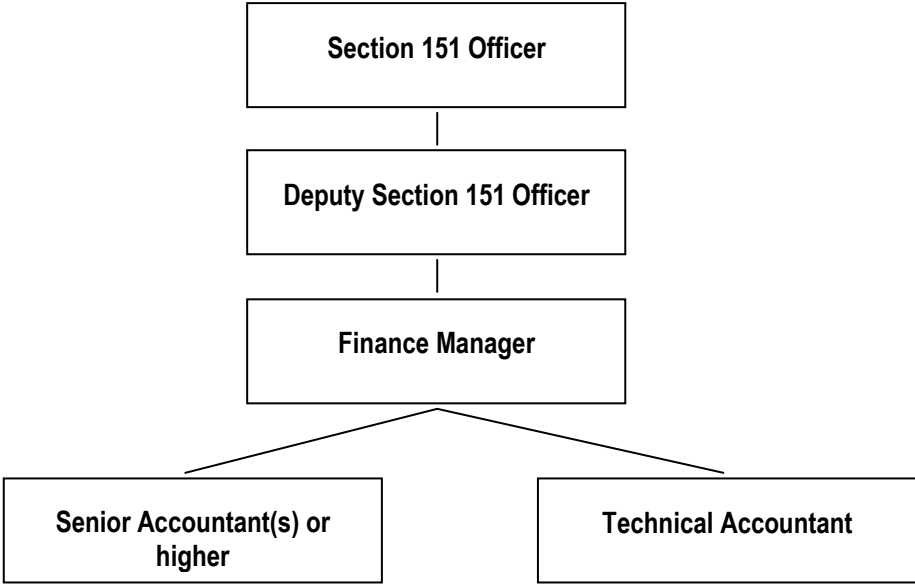 Section 151 Officer
Deputy Section 151 Officer
Finance Manager
Senior Accountant(s) or
higher
Technical Accountant